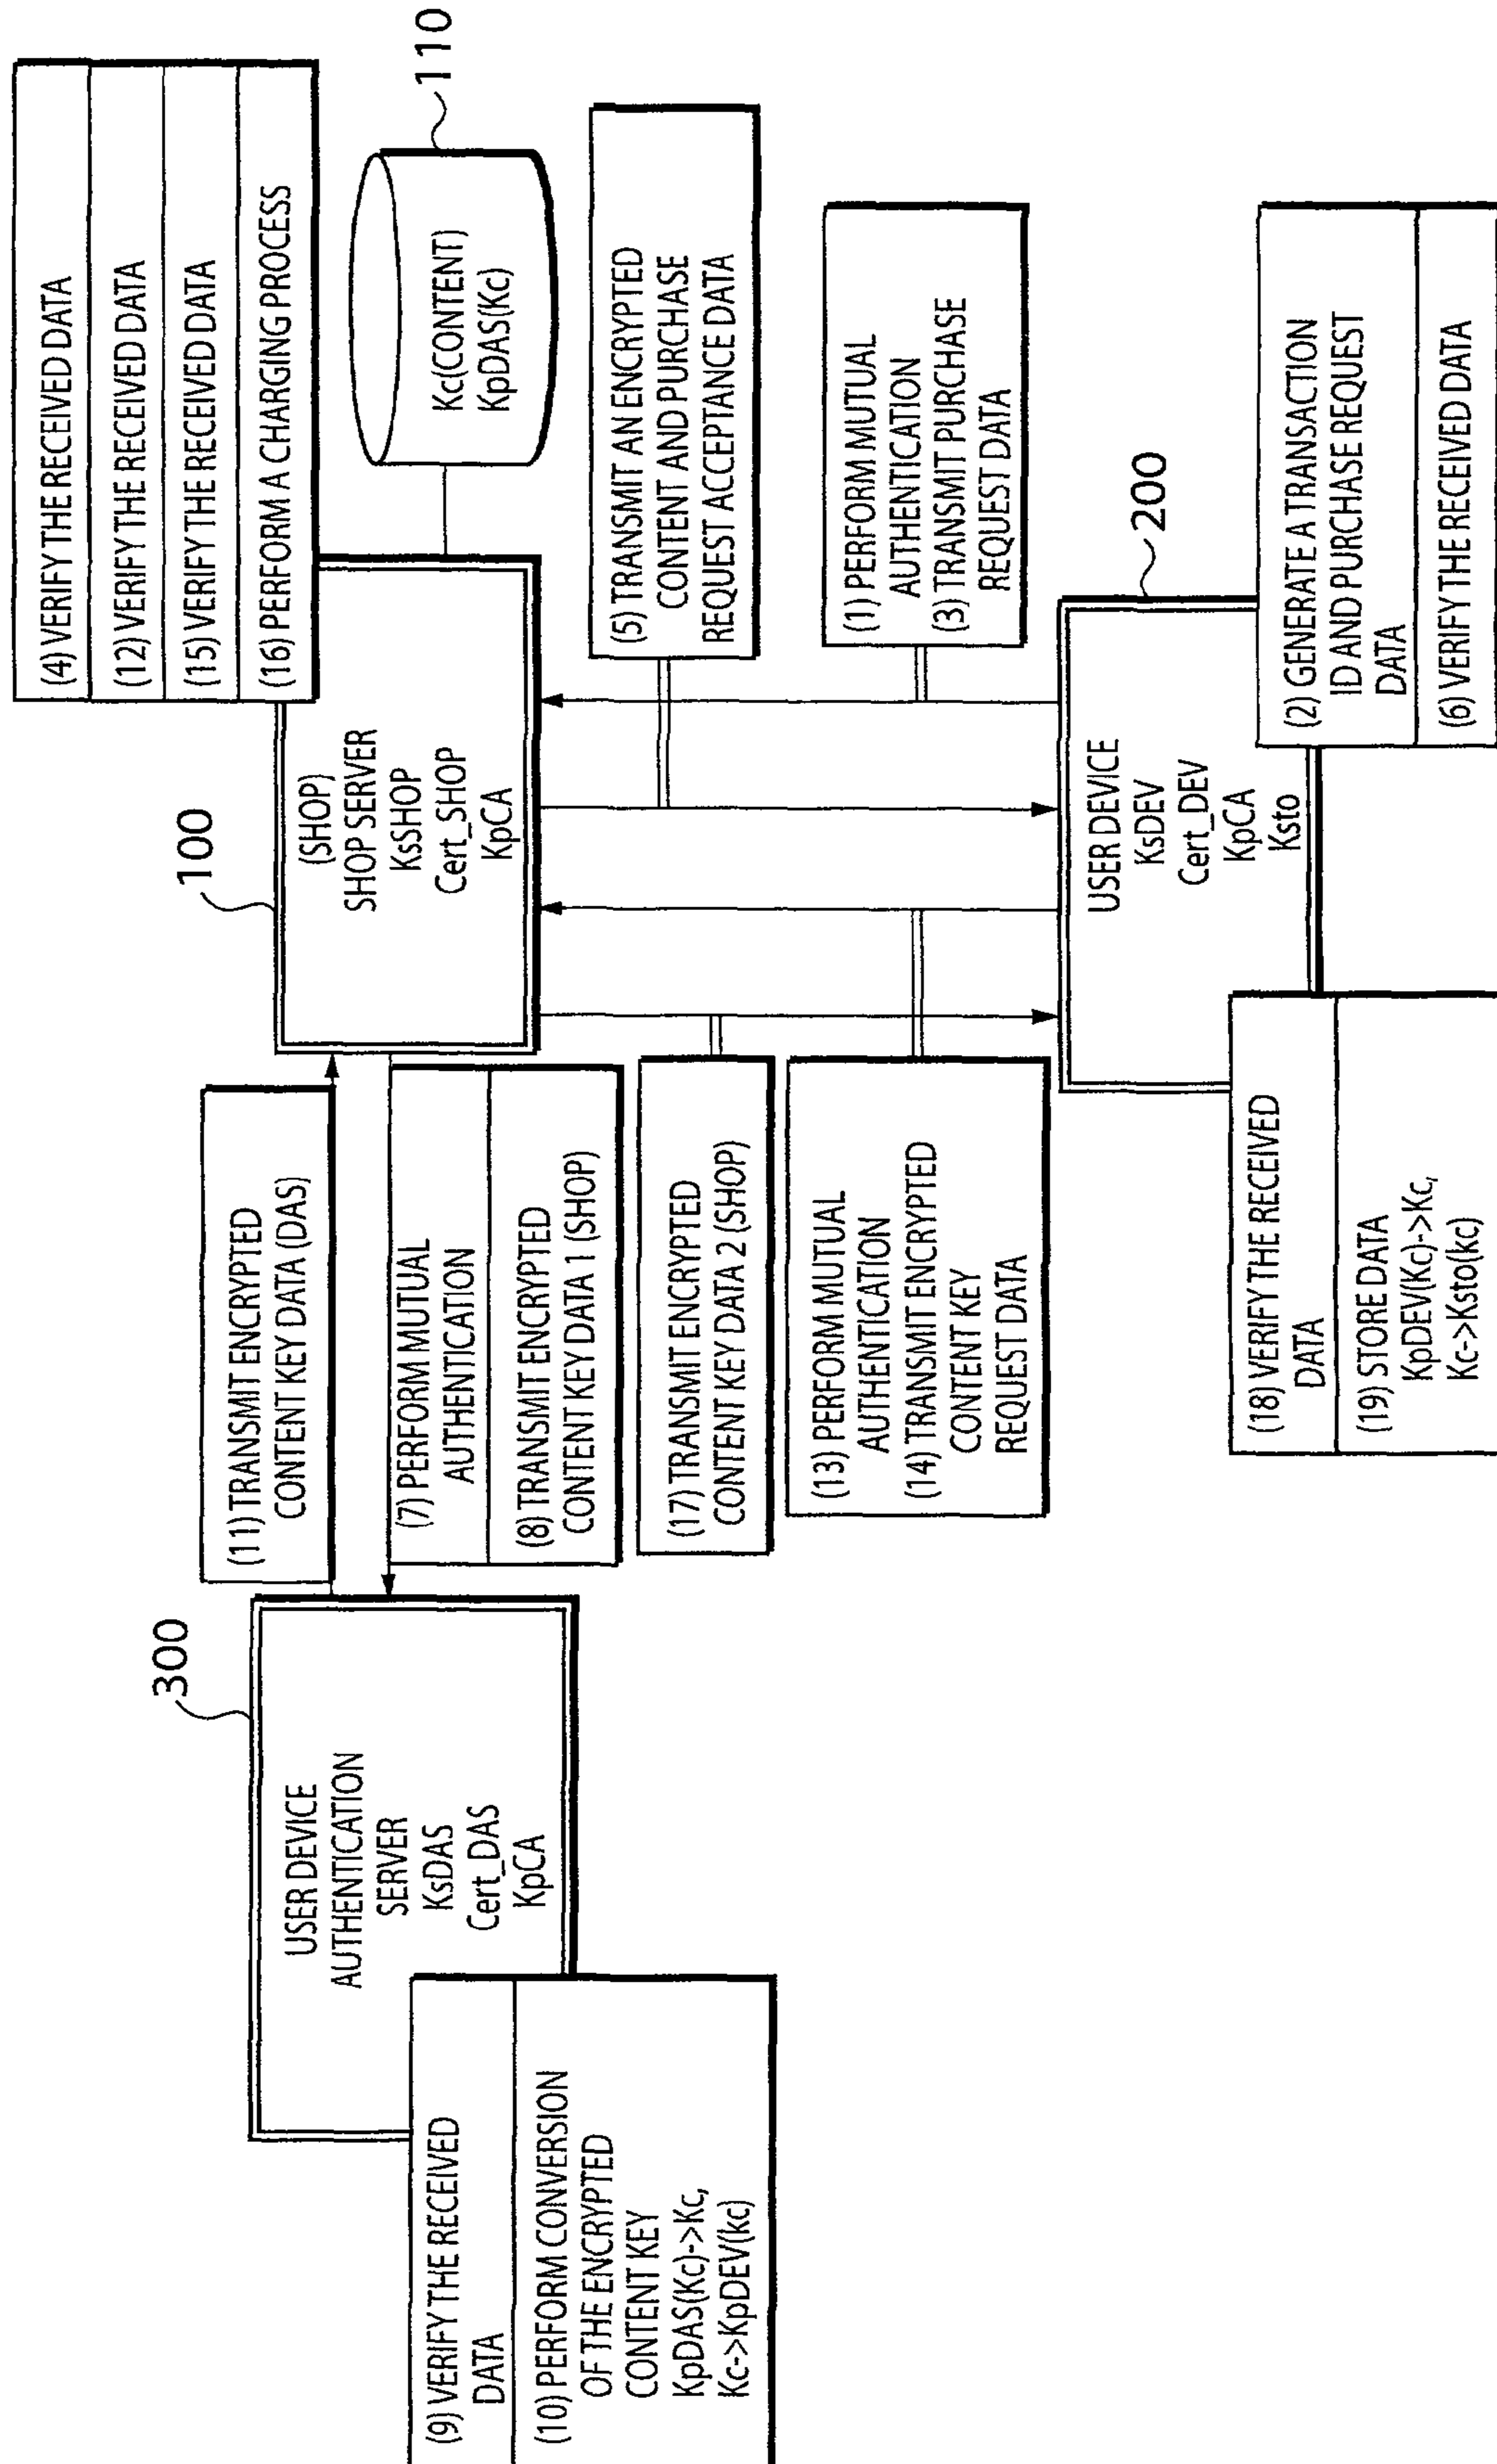 100
(SHOP)
SHOP SERVER
KsSHOP
Cert_SHOP
KpCA
(4) VERIFY THE RECEIVED DATA
(12) VERIFY THE RECEIVED DATA
(15) VERIFY THE RECEIVED DATA
(16) PERFORM A CHARGING PROCESS
110
Kc(CONTENT)
KpDAS(Kc)
300
USER DEVICE
AUTHENTICATION
SERVER
KsDAS
Cert_DAS
KpCA
(11) TRANSMIT ENCRYPTED
CONTENT KEY DATA (DAS)
(7) PERFORM MUTUAL
AUTHENTICATION
(8) TRANSMIT ENCRYPTED
CONTENT KEY DATA 1 (SHOP)
(9) VERIFY THE RECEIVED
DATA
(10) PERFORM CONVERSION
OF THE ENCRYPTED
CONTENT KEY
KpDAS(Kc)->Kc,
Kc->KpDEV(kc)
(17) TRANSMIT ENCRYPTED
CONTENT KEY DATA 2 (SHOP)
(13) PERFORM MUTUAL
AUTHENTICATION
(14) TRANSMIT ENCRYPTED
CONTENT KEY
REQUEST DATA
(5) TRANSMIT AN ENCRYPTED
CONTENT AND PURCHASE
REQUEST ACCEPTANCE DATA
(1) PERFORM MUTUAL
AUTHENTICATION
(3) TRANSMIT PURCHASE
REQUEST DATA
200
USER DEVICE
KsDEV
Cert_DEV
KpCA
Ksto
(18) VERIFY THE RECEIVED
DATA
(19) STORE DATA
KpDEV(Kc)->Kc,
Kc->Ksto(kc)
(2) GENERATE A TRANSACTION
ID AND PURCHASE REQUEST
DATA
(6) VERIFY THE RECEIVED DATA